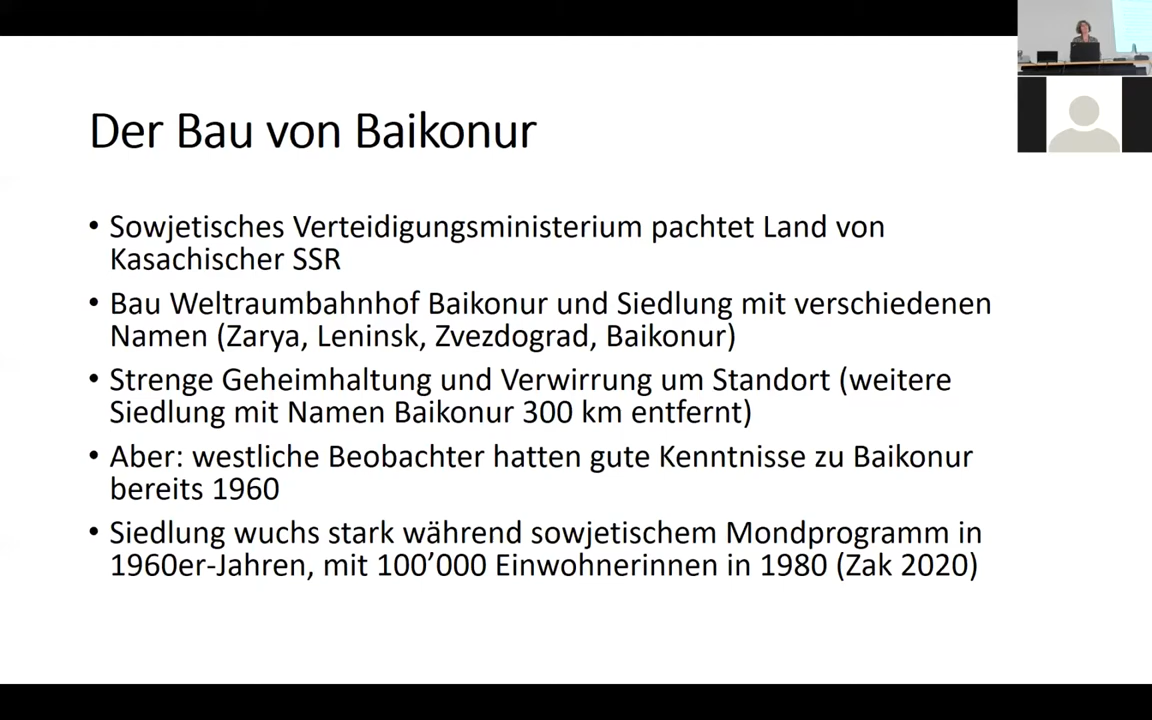 Der Bau von Baikonur
• Sowjetisches Verteidigungsministerium pachtet Land von
Kasachischer SSR
• Bau Weltraumbahnhof Baikonur und Siedlung mit verschiedenen
Namen (Zarya, Leninsk, Zvezdograd, Baikonur)
• Strenge Geheimhaltung und Verwirrung um Standort (weitere
Siedlung mit Namen Baikonur 300 km entfernt)
• Aber: westliche Beobachter hatten gute Kenntnisse zu Baikonur
bereits 1960
• Siedlung wuchs stark während sowjetischem Mondprogramm in
1960er-Jahren, mit 100’000 Einwohnerinnen in 1980 (Zak 2020)